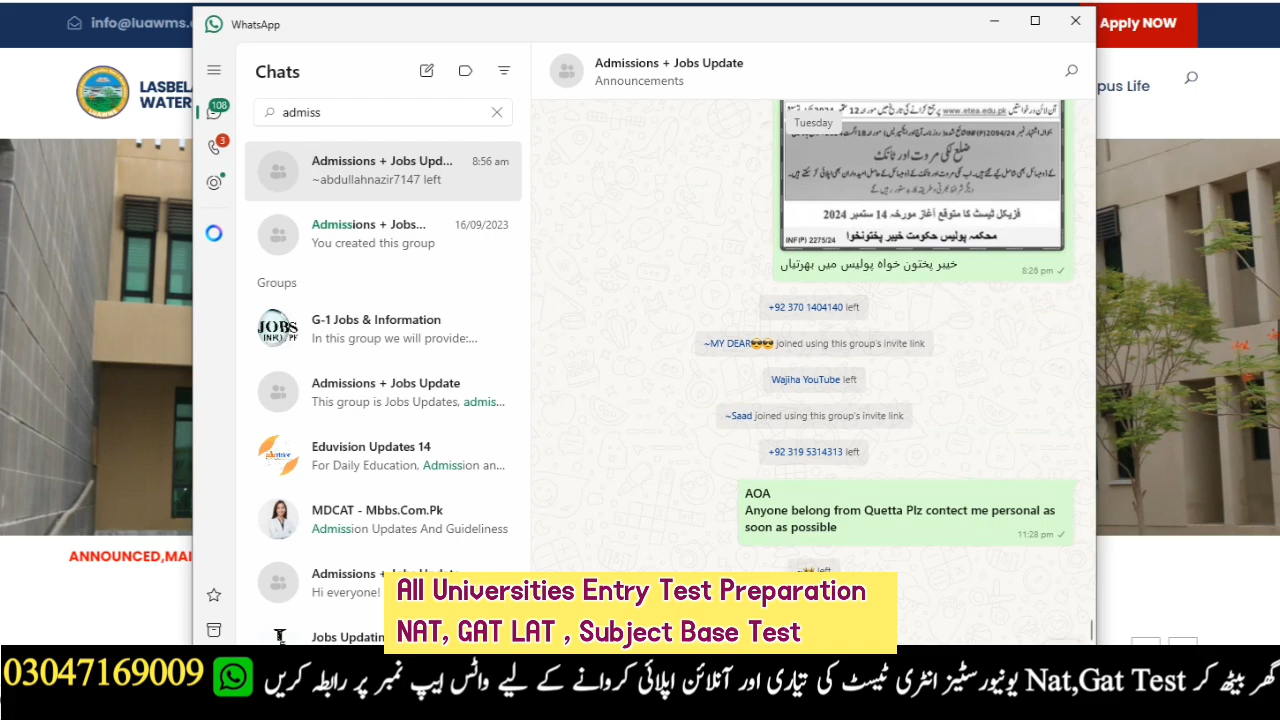 info@luawms.
Apply NOW
LASBELA
WATER
pus Life
ANNOUNCED,MAI
WhatsApp
108
3
Chats
admiss
Admissions + Jobs Upd... 8:56 am
~abdullahnazir7147 left
Admissions + Jobs... 16/09/2023
You created this group
Groups
G-1 Jobs & Information
In this group we will provide:...
Admissions + Jobs Update
This group is Jobs Updates, admis...
Eduvision Updates 14
For Daily Education, Admission an...
MDCAT - Mbbs.Com.Pk
Admission Updates And Guideliness
Admissions + Jobs Update
Hi everyone!
Jobs Updatin
Admissions + Jobs Update
Announcements
Tuesday
ضلع لکی مروت اور ٹانک
فزیکل ٹیسٹ کا متوقع آغاز مورخہ 14 ستمبر 2024
محکمہ پولیس حکومت خیبر پختونخوا
INF(P) 2275/24
خیبر پختون خواہ پولیس میں بھرتیاں
8:26 pm
+92 370 1404140 left
~MY DEAR😎😎 joined using this group's invite link
Wajiha YouTube left
~Saad joined using this group's invite link
+92 319 5314313 left
AOA
Anyone belong from Quetta Plz contect me personal as
soon as possible
11:28 pm
left
All Universities Entry Test Preparation
NAT, GAT LAT , Subject Base Test
گھر بیٹھ کر Nat,Gat Test یونیورسٹیز انٹری ٹیسٹ کی تیاری اور آنلائن اپلائی کروانے کے لیے واٹس ایپ نمبر پر رابطہ کریں 03047169009